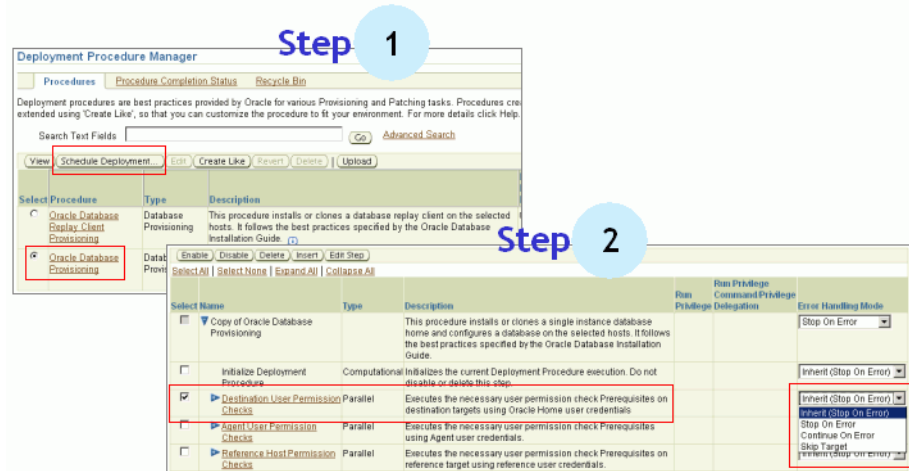 Step 1
Deployment Procedure Manager
Procedures Procedure Completion Status Recycle Bin
Deployment procedures are best practices provided by Oracle for various Provisioning and Patching tasks. Procedures
extended using 'Create Like', so that you can customize the procedure to fit your environment. For more details click Help.
Search Text Fields Go Advanced Search
View Schedule Deployment... Edit Create Like Revert Delete | Upload
Select Procedure Type Description
Oracle Database Database This procedure installs or clones a database replay client on the selected
Replay Client Provisioning hosts. It follows the best practices specified by the Oracle Database
Provisioning Installation Guide.
Oracle Database
Provisioning
Step 2
Enable Disable Delete Insert Edit Step
Select All | Select None | Expand All | Collapse All
Run Privilege
Run Command Privilege
Select Name Type Description Privilege Delegation Error Handling Mode
Copy of Oracle Database This procedure installs or clones a single instance database Stop On Error
Provisioning home and configures a database on the selected hosts. It follows
the best practices specified by the Oracle Database Installation
Guide.
Initialize Deployment Computational Initializes the current Deployment Procedure execution. Do not Inherit (Stop On Error)
Procedure disable or delete this step.
Destination User Permission Parallel Executes the necessary user permission check Prerequisites on Inherit (Stop On Error)
Checks destination targets using Oracle Home user credentials Inherit (Stop On Error)
Stop On Error
Agent User Permission Parallel Executes the necessary user permission check Prerequisites Continue On Error
Checks using Agent user credentials. Skip Target
Reference Host Permission Parallel Executes the necessary user permission check Prerequisites on Inherit (Stop On Error)
Checks reference target using reference user credentials.